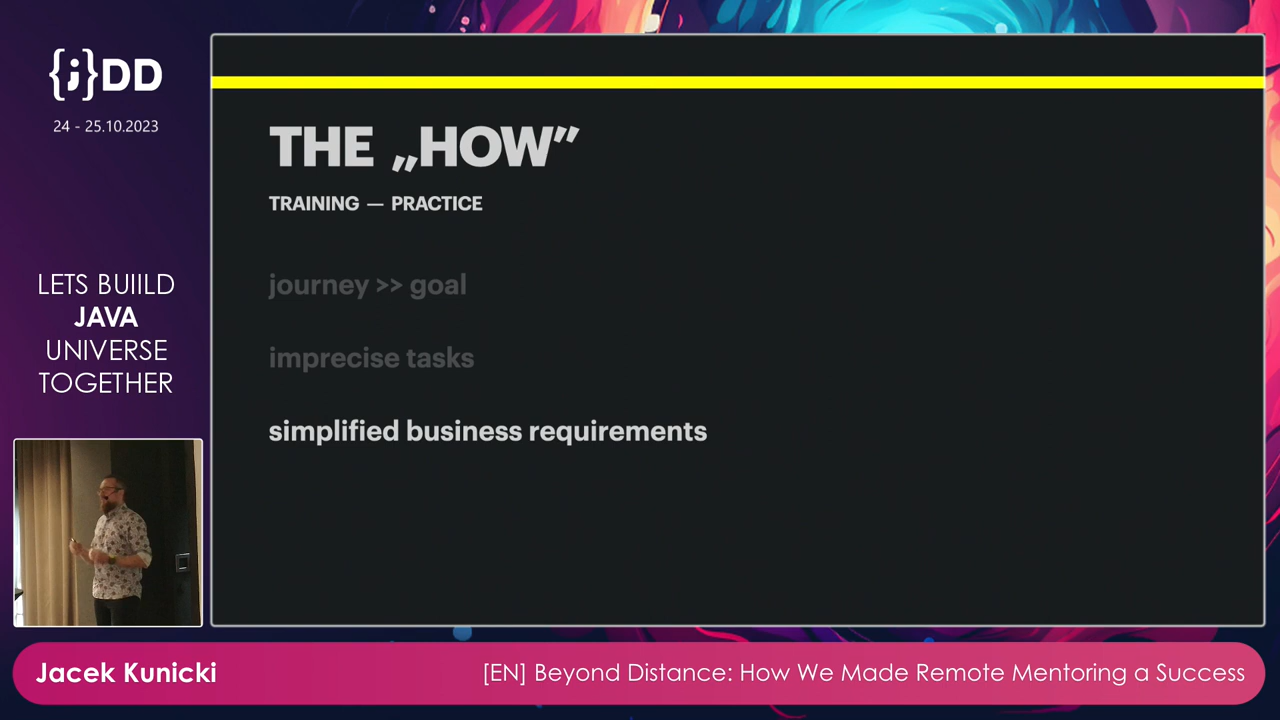 {j}DD
24 - 25.10.2023
LETS BUIILD
JAVA
UNIVERSE
TOGETHER
THE „HOW”
TRAINING — PRACTICE
journey >> goal
imprecise tasks
simplified business requirements
Jacek Kunicki
[EN] Beyond Distance: How We Made Remote Mentoring a Success